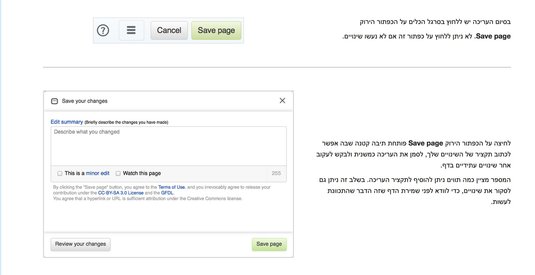 בסיום העריכה יש ללחוץ בסרגל הכלים על הכפתור הירוק
Save page. לא ניתן ללחוץ על כפתור זה אם לא נעשו שינויים.
Cancel
Save page
Save your changes
Edit summary (Briefly describe the changes you have made)
Describe what you changed
This is a minor edit
Watch this page
255
By clicking the "Save page" button, you agree to the Terms of Use, and you irrevocably agree to release your
contribution under the CC-BY-SA 3.0 License and the GFDL.
You agree that a hyperlink or URL is sufficient attribution under the Creative Commons license.
Review your changes
Save page
לחיצה על הכפתור הירוק Save page פותחת תיבה קטנה שבה אפשר
לכתוב תקציר של השינויים שלך, לסמן את העריכה כמשנית ולבקש לעקוב
אחר שינויים עתידיים בדף.
המספר מציין כמה תווים ניתן להוסיף לתקציר העריכה. בשלב זה ניתן גם
לסקור את שינויים, כדי לוודא לפני שמירת הדף שזה הדבר שהתכוונת
לעשות.